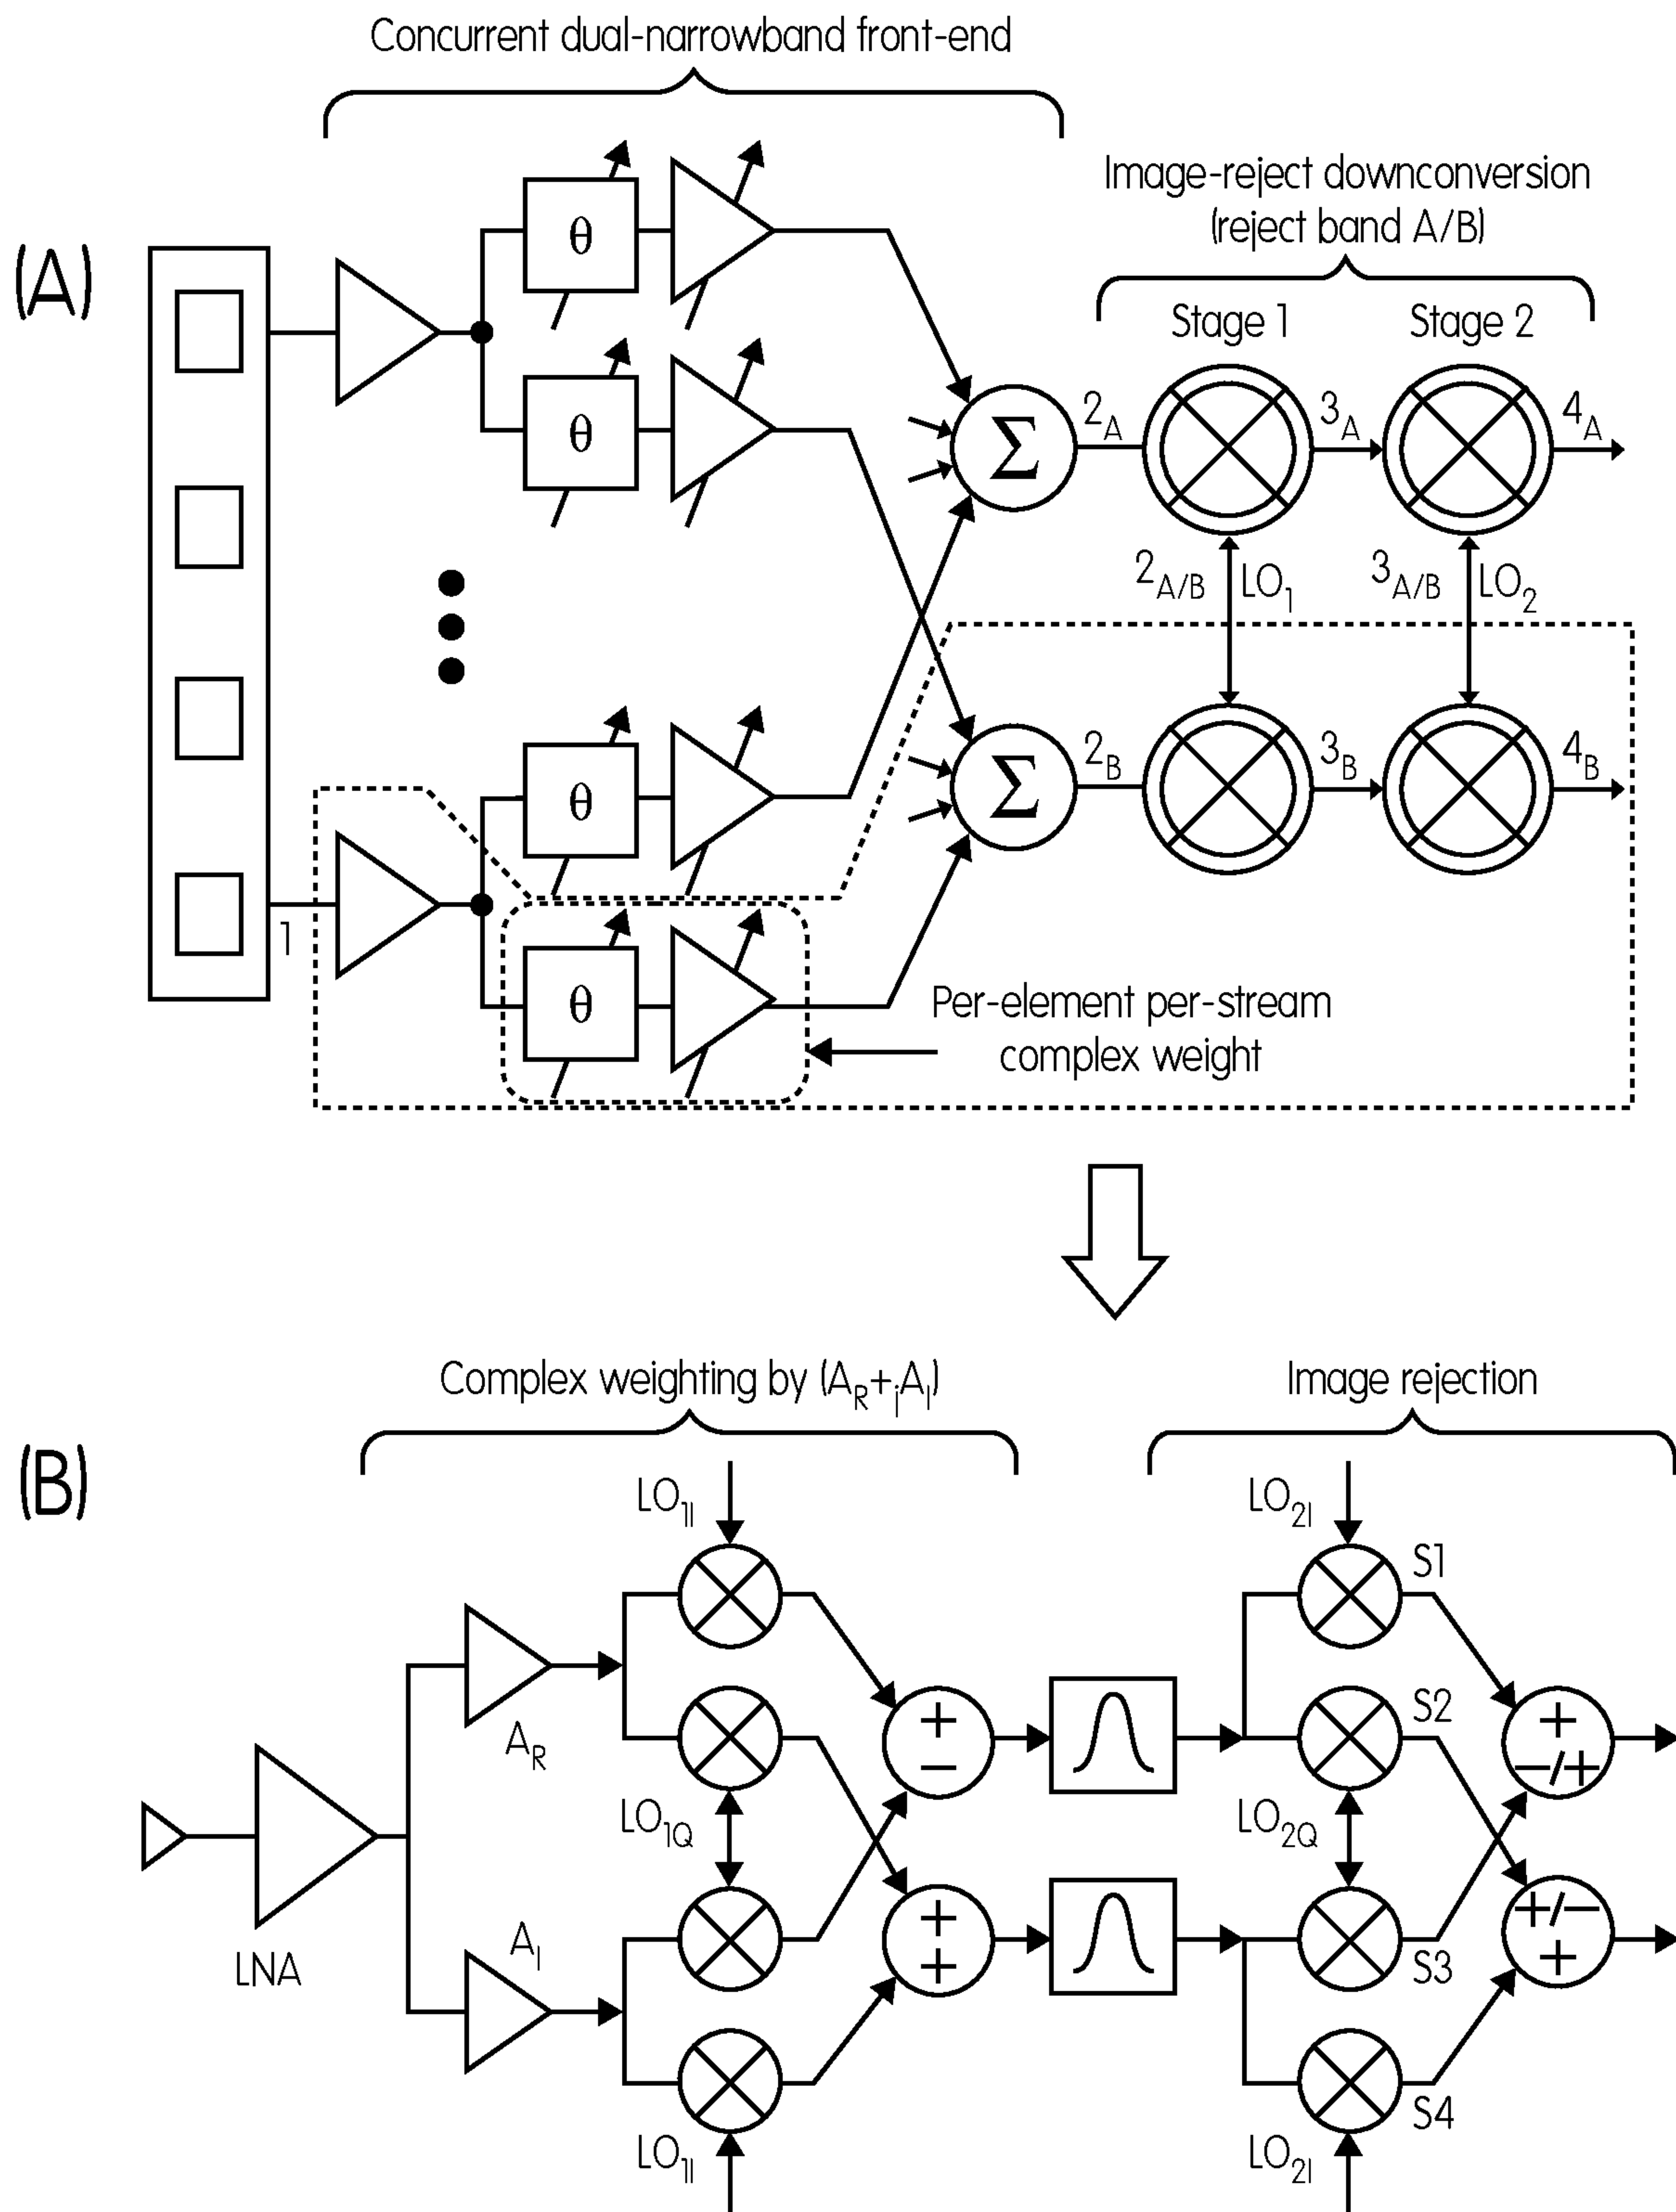 Concurrent dual-narrowband front-end
Image-reject downconversion
(reject band A/B)
(A)
Stage 1
Stage 2
θ
θ
Σ
2A
3A
4A
2A/B
LO1
3A/B
LO2
θ
Σ
2B
3B
4B
1
θ
Per-element per-stream
complex weight
Complex weighting by (AR+jAI)
Image rejection
(B)
LO1I
LO2I
S1
AR
+
−
S2
+
−/+
LO1Q
LO2Q
LNA
AI
+
+
S3
+/−
+
S4
LO1I
LO2I